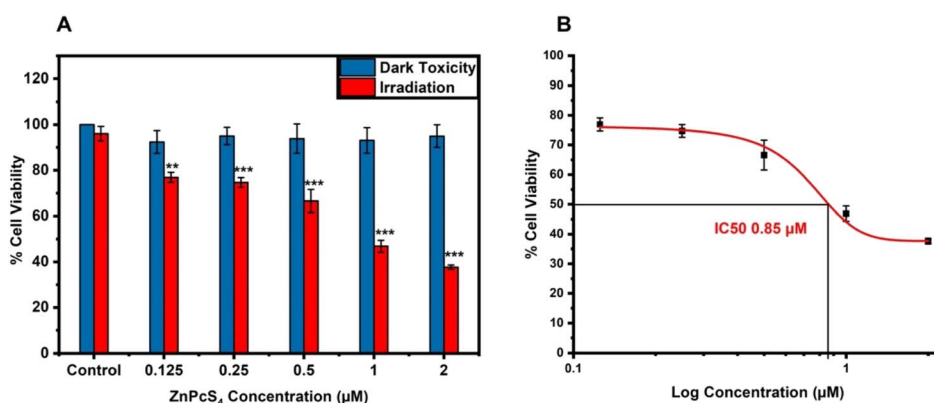 A
% Cell Viability
120
100
80
60
40
20
0
Dark Toxicity
Irradiation
**
***
***
***
***
Control 0.125 0.25 0.5 1 2
ZnPcS₄ Concentration (µM)
B
% Cell Viability
100
90
80
70
60
50
40
30
20
10
0
IC50 0.85 µM
0.1 1
Log Concentration (µM)